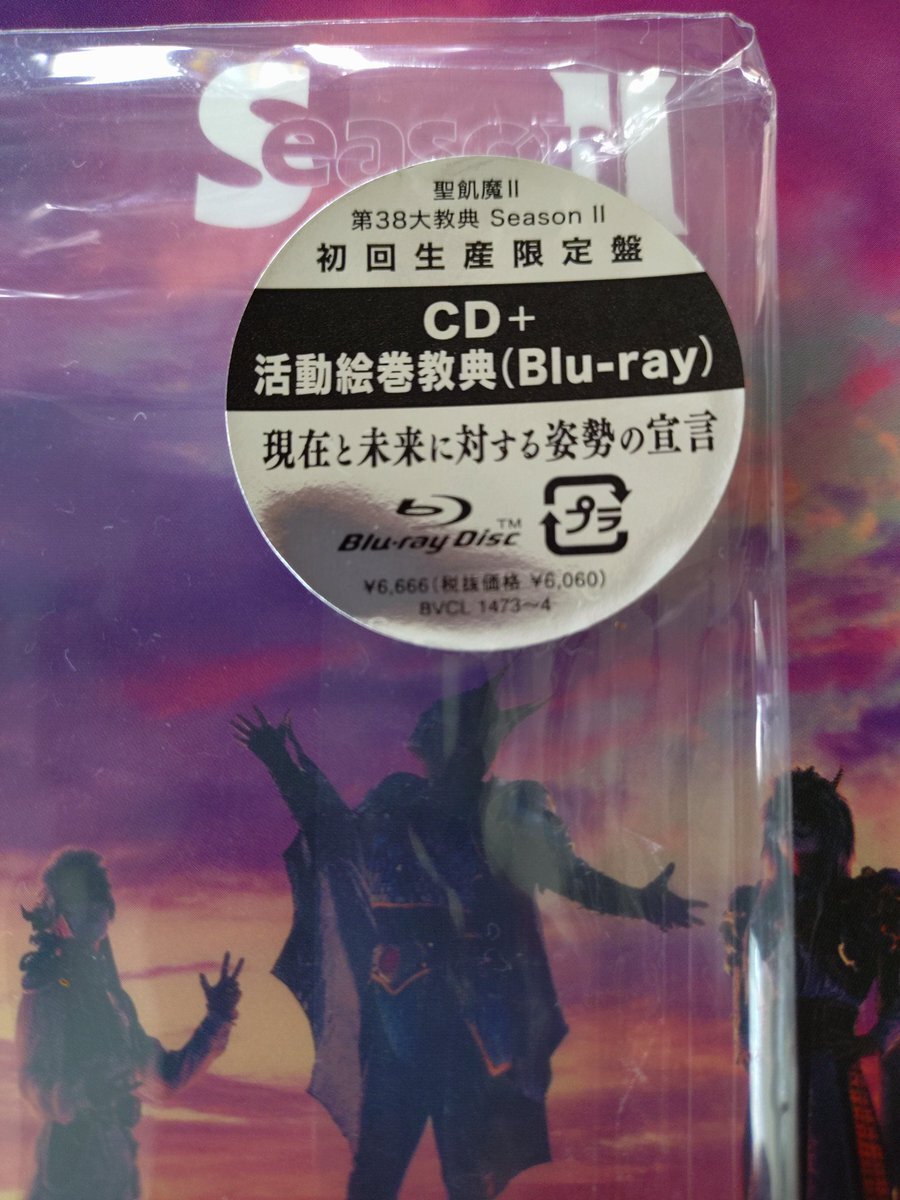 Season II
聖飢魔II
第38大教典 Season II
初回生産限定盤
CD+
活動絵巻教典(Blu-ray)
現在と未来に対する姿勢の宣言
Blu-ray Disc™
プラ
¥6,666(税抜価格 ¥6,060)
BVCL 1473〜4